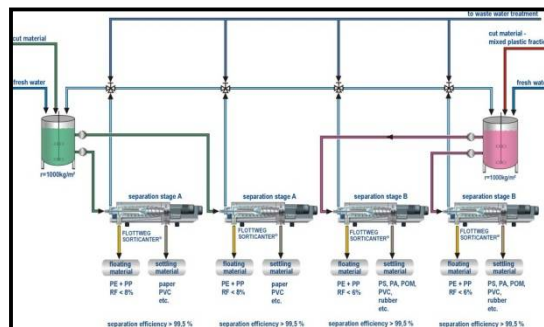 to waste water treatment
cut material
cut material -
mixed plastic fractio
fresh water
fresh wate
r=1000kg/m³
r=1000kg/m³
separation stage A
separation stage A
separation stage B
separation stage B
FLOTTWEG
SORTICANTER®
FLOTTWEG
SORTICANTER®
FLOTTWEG
SORTICANTER®
FLOTTWEG
SORTICANTER®
floating
material
settling
material
floating
material
settling
material
floating
material
settling
material
floating
material
settling
material
PE + PP
RF < 8%
paper
PVC
etc.
PE + PP
RF < 8%
paper
PVC
etc.
PE + PP
RF < 6%
PS, PA, POM,
PVC,
rubber
etc.
PE + PP
RF < 6%
PS, PA, POM,
PVC,
rubber
etc.
separation efficiency > 99,5 %
separation efficiency > 99,5 %
separation efficiency > 99,5 %
separation efficiency > 99,5 %